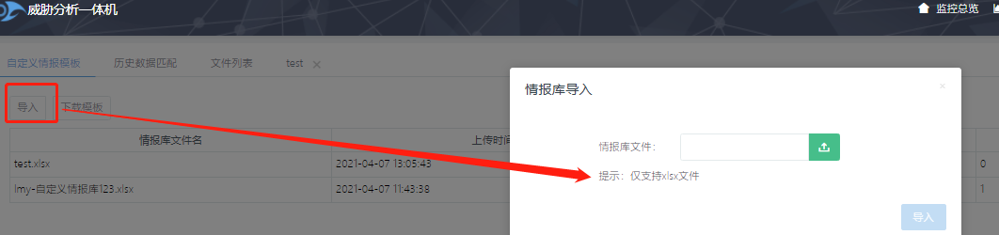 威胁分析一体机
监控总览
自定义情报模板 历史数据匹配 文件列表 test ×
导入 下载模板
情报库文件名 上传时间
test.xlsx 2021-04-07 13:05:43 0
lmy-自定义情报库123.xlsx 2021-04-07 11:43:38 1
情报库导入 ×
情报库文件：
提示：仅支持xlsx文件
导入